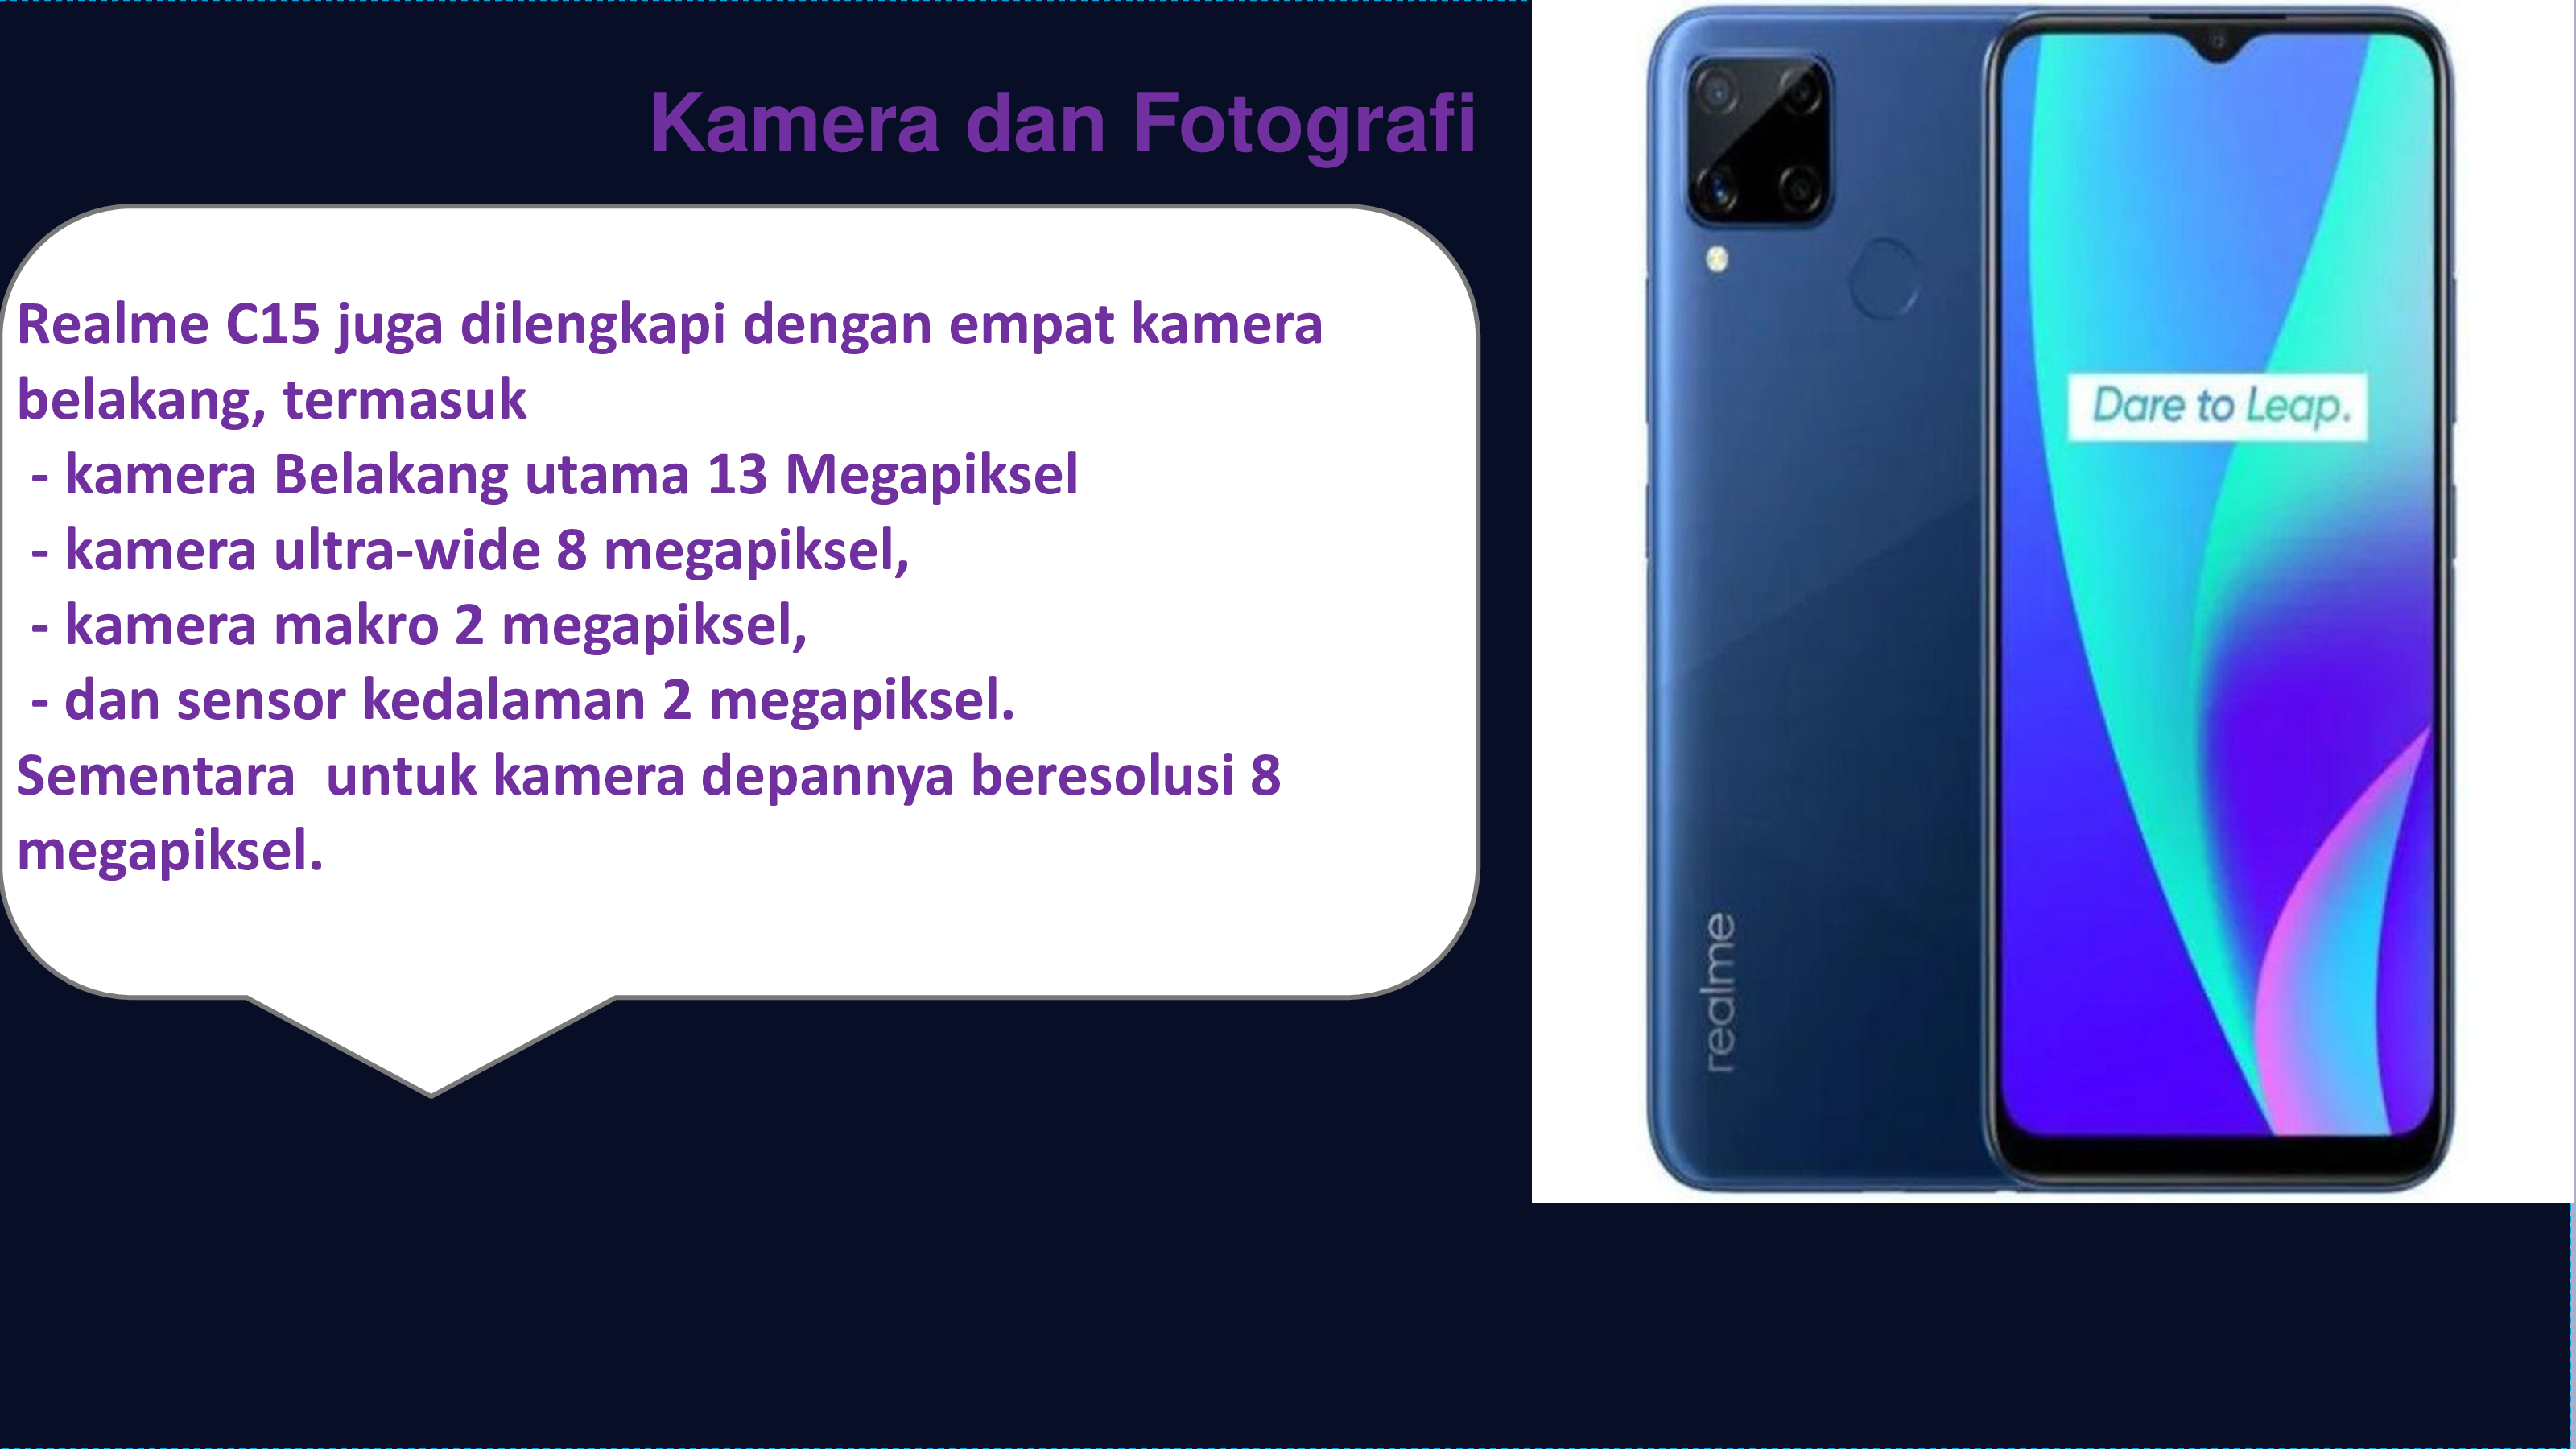 Kamera dan Fotografi
Realme C15 juga dilengkapi dengan empat kamera
belakang, termasuk
- kamera Belakang utama 13 Megapiksel
- kamera ultra-wide 8 megapiksel,
- kamera makro 2 megapiksel,
- dan sensor kedalaman 2 megapiksel.
Sementara  untuk kamera depannya beresolusi 8
megapiksel.
Dare to Leap.
realme